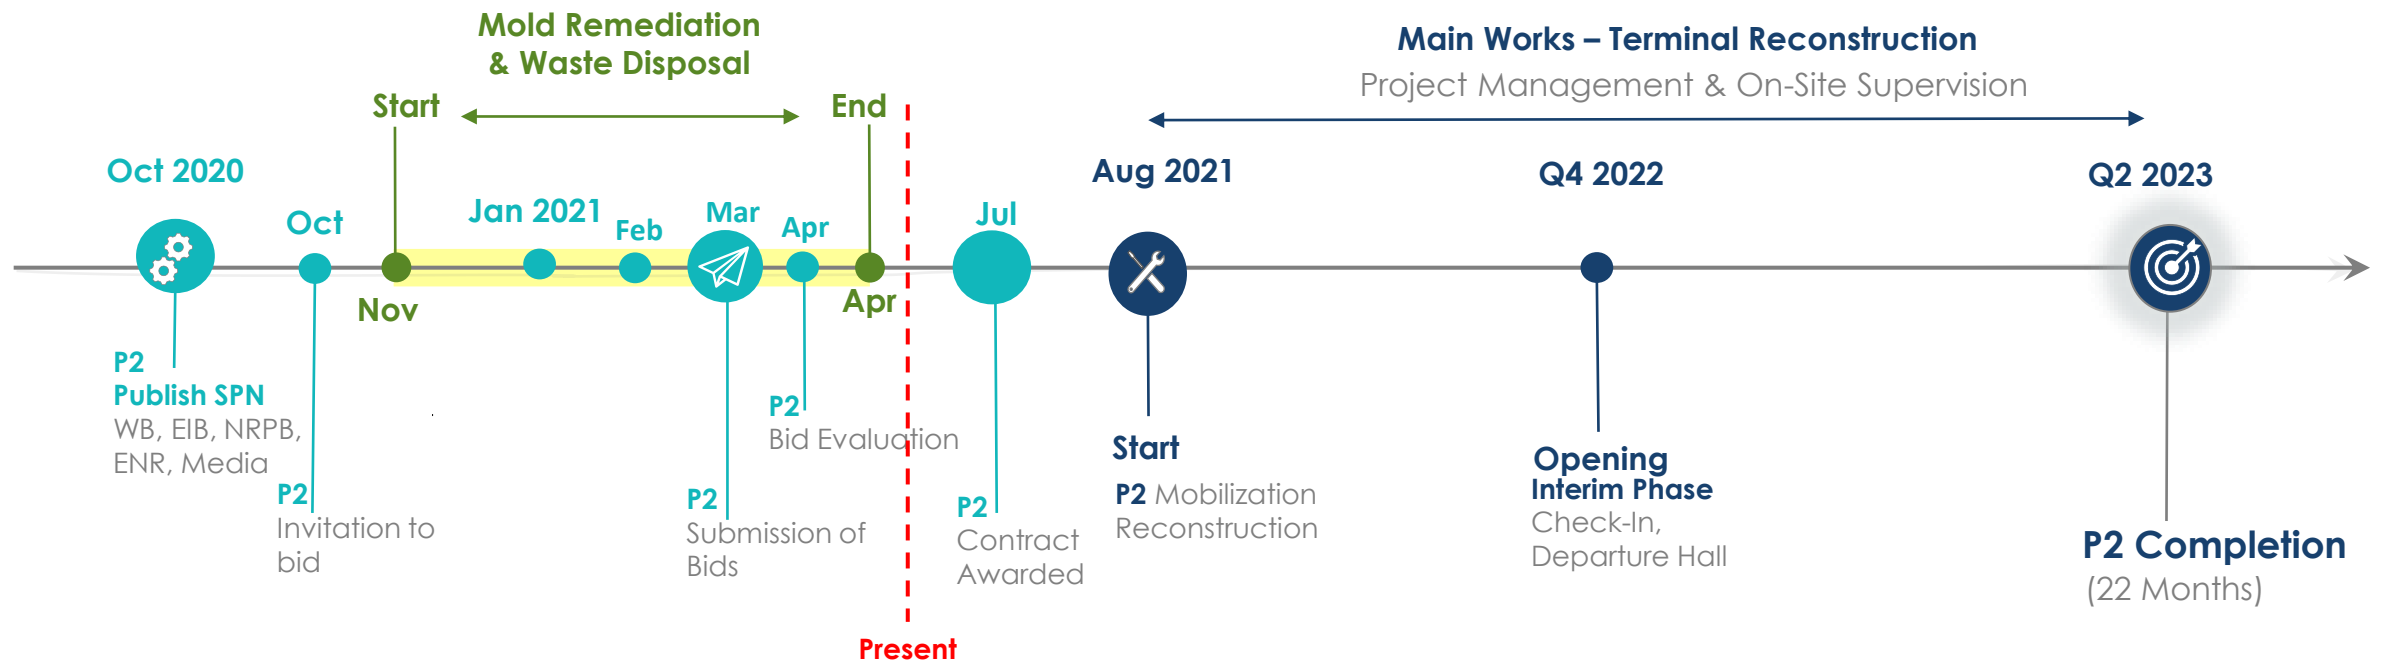 Mold Remediation
& Waste Disposal
Main Works – Terminal Reconstruction
Project Management & On-Site Supervision
Start
End
Oct 2020
Oct
Jan 2021
Feb
Mar
Apr
Jul
Aug 2021
Q4 2022
Q2 2023
Nov
Apr
P2
Publish SPN
WB, EIB, NRPB,
ENR, Media
P2
Invitation to
bid
P2
Submission of
Bids
P2
Bid Evaluation
P2
Contract
Awarded
Start
P2 Mobilization
Reconstruction
Opening
Interim Phase
Check-In,
Departure Hall
P2 Completion
(22 Months)
Present